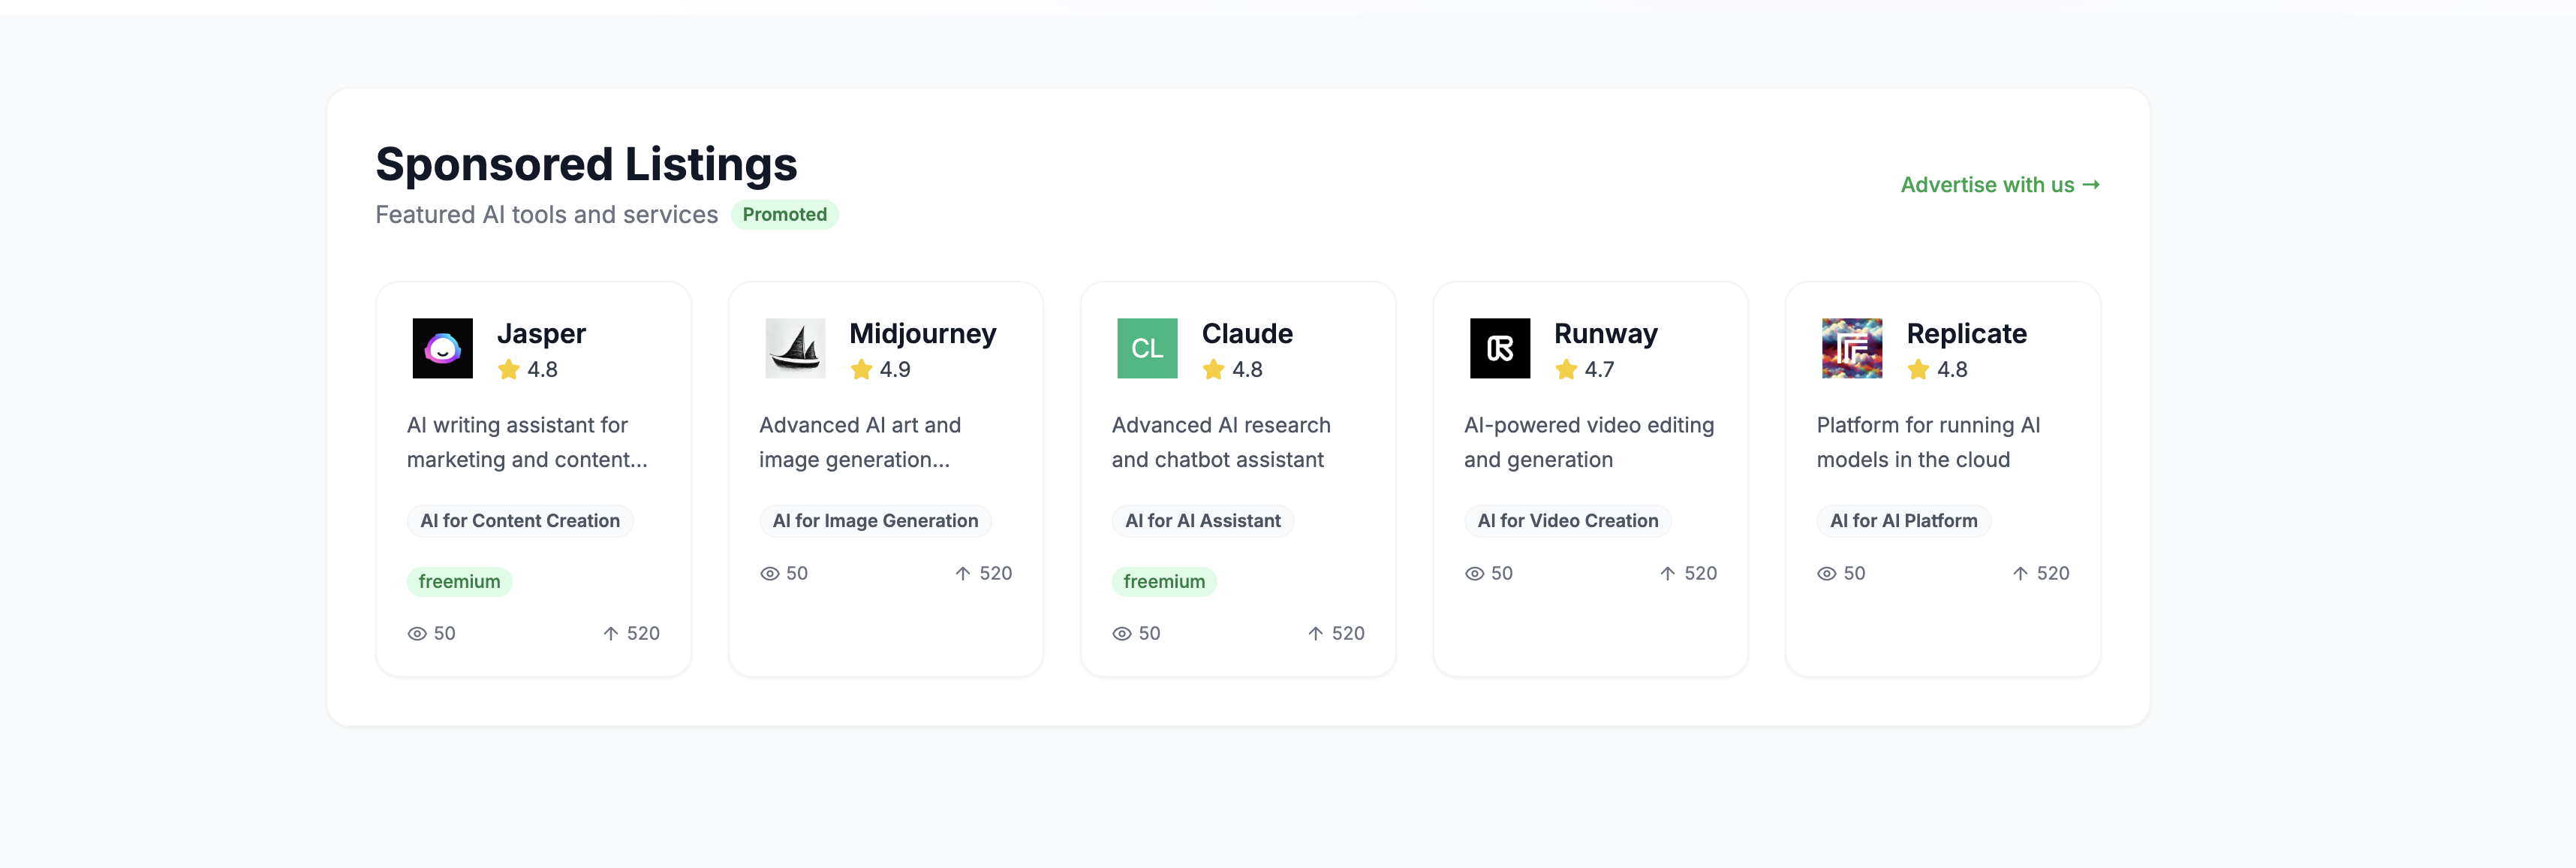 Sponsored Listings
Featured AI tools and services Promoted
Advertise with us →
Jasper
4.8
AI writing assistant for
marketing and content...
AI for Content Creation
freemium
50 ↑ 520
Midjourney
4.9
Advanced AI art and
image generation...
AI for Image Generation
50 ↑ 520
CL
Claude
4.8
Advanced AI research
and chatbot assistant
AI for AI Assistant
freemium
50 ↑ 520
Runway
4.7
AI-powered video editing
and generation
AI for Video Creation
50 ↑ 520
Replicate
4.8
Platform for running AI
models in the cloud
AI for AI Platform
50 ↑ 520